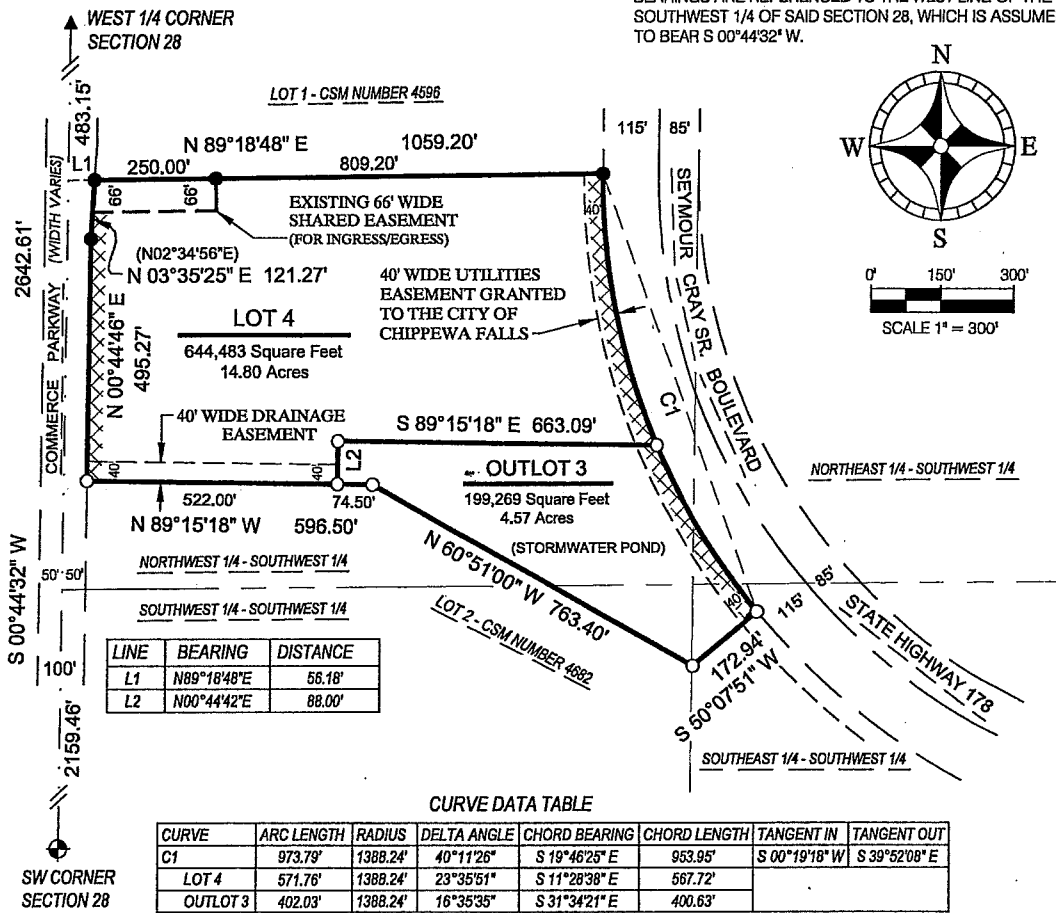 SOUTHWEST 1/4 OF SAID SECTION 28, WHICH IS ASSUME
TO BEAR S 00°44'32" W.
WEST 1/4 CORNER
SECTION 28
LOT 1 - CSM NUMBER 4596
N
W
E
S
483.15'
L1
N 89°18'48" E
1059.20'
250.00'
809.20'
115'
85'
66'
66'
EXISTING 66' WIDE
SHARED EASEMENT
(FOR INGRESS/EGRESS)
40'
(N02°34'56"E)
N 03°35'25" E 121.27'
2642.61'
COMMERCE PARKWAY (WIDTH VARIES)
N 00°44'46" E
495.27'
LOT 4
644,483 Square Feet
14.80 Acres
40' WIDE UTILITIES
EASEMENT GRANTED
TO THE CITY OF
CHIPPEWA FALLS
SEYMOUR CRAY SR. BOULEVARD
C1
0'
150'
300'
SCALE 1" = 300'
40' WIDE DRAINAGE
EASEMENT
S 89°15'18" E 663.09'
L2
40'
40'
OUTLOT 3
199,269 Square Feet
4.57 Acres
(STORMWATER POND)
NORTHEAST 1/4 - SOUTHWEST 1/4
522.00'
74.50'
N 89°15'18" W
596.50'
N 60°51'00" W 763.40'
NORTHWEST 1/4 - SOUTHWEST 1/4
50'
50'
SOUTHWEST 1/4 - SOUTHWEST 1/4
LOT 2 - CSM NUMBER 4682
40'
115'
85'
STATE HIGHWAY 178
172.94'
S 50°07'51" W
SOUTHEAST 1/4 - SOUTHWEST 1/4
S 00°44'32" W
100'
2159.46'
LINE BEARING DISTANCE
L1 N89°18'48"E 56.18'
L2 N00°44'42"E 88.00'
CURVE DATA TABLE
CURVE ARC LENGTH RADIUS DELTA ANGLE CHORD BEARING CHORD LENGTH TANGENT IN TANGENT OUT
C1 973.79' 1388.24' 40°11'26" S 19°46'25" E 953.95' S 00°19'18" W S 39°52'08" E
LOT 4 571.76' 1388.24' 23°35'51" S 11°28'38" E 567.72'
OUTLOT 3 402.03' 1388.24' 16°35'35" S 31°34'21" E 400.63'
SW CORNER
SECTION 28